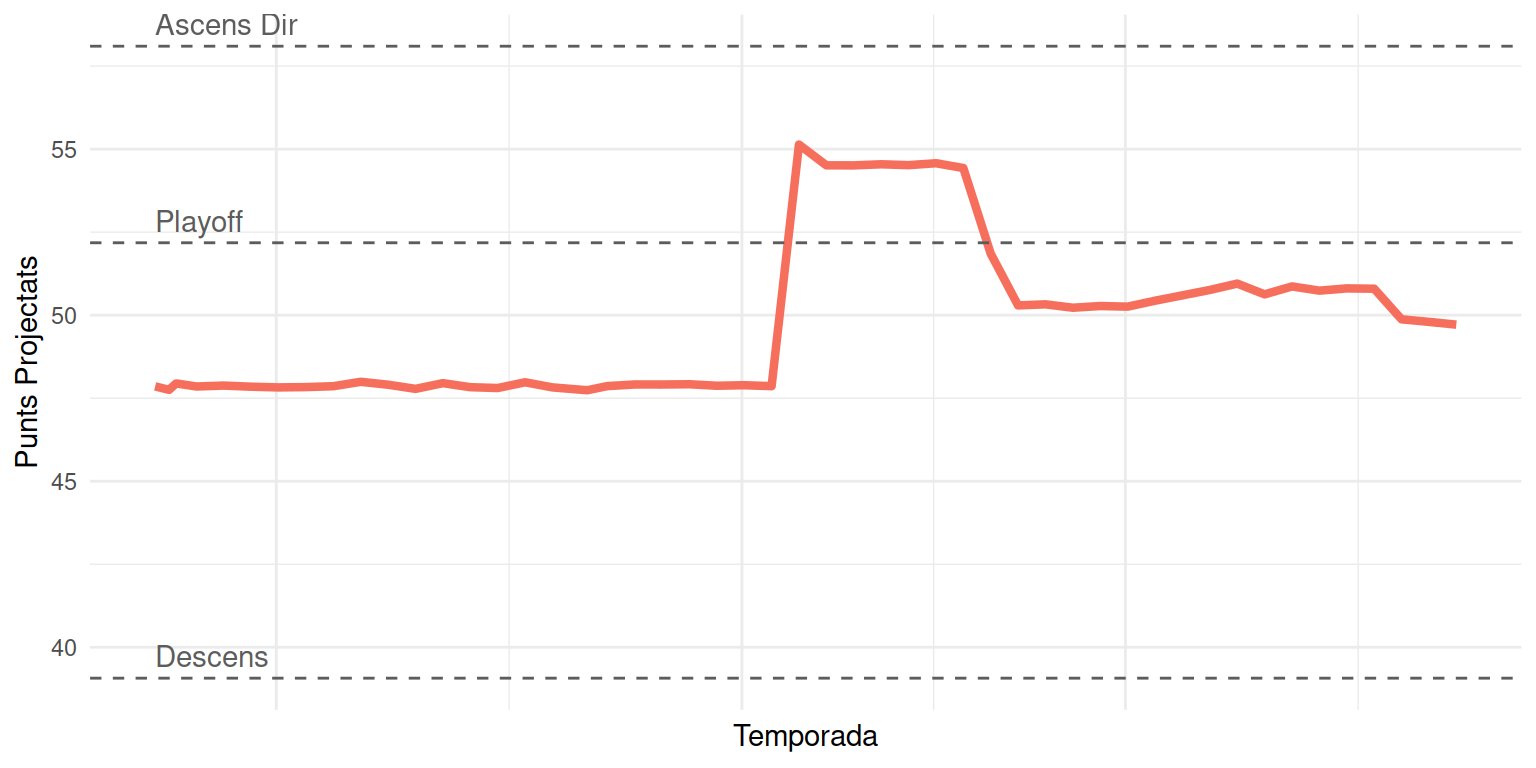 Ascens Dir
55
Playoff
50
45
40
Descens
Punts Projectats
Temporada